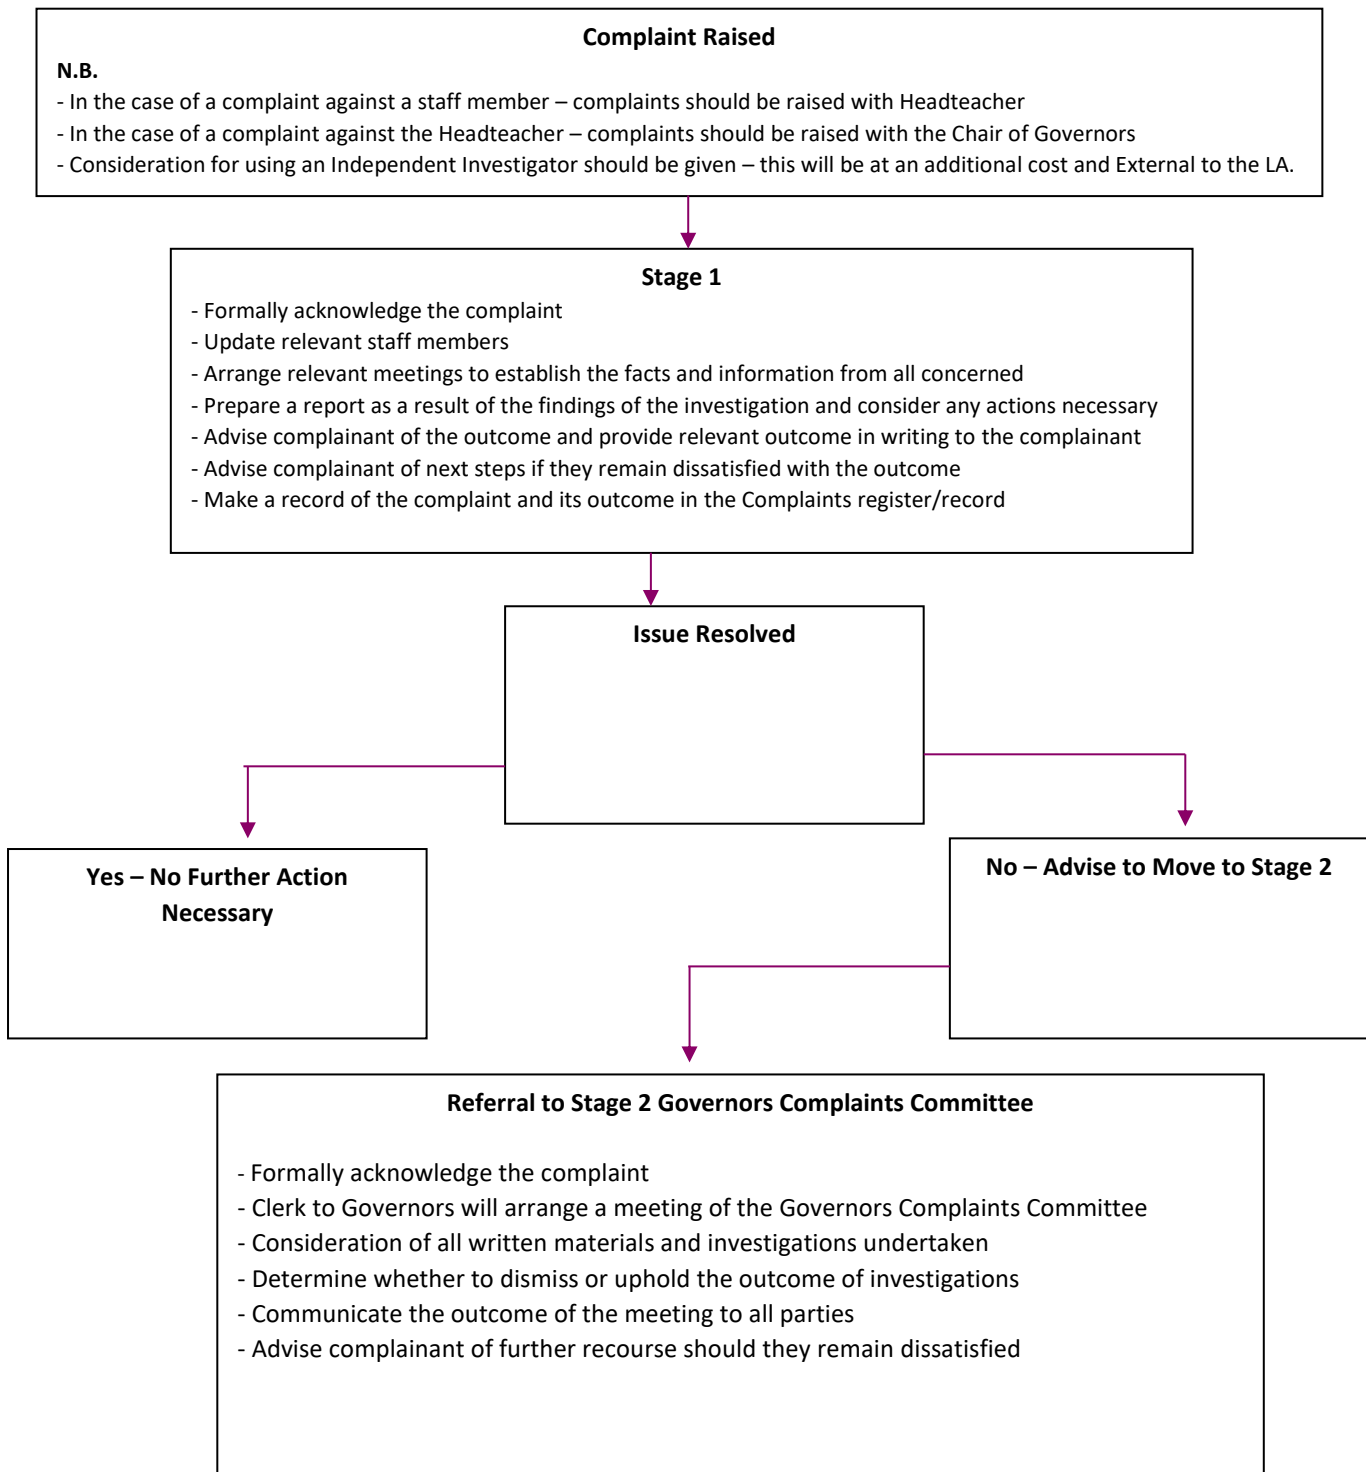 Complaint Raised
N.B.
- In the case of a complaint against a staff member – complaints should be raised with Headteacher
- In the case of a complaint against the Headteacher – complaints should be raised with the Chair of Governors
- Consideration for using an Independent Investigator should be given – this will be at an additional cost and External to the LA.
Stage 1
- Formally acknowledge the complaint
- Update relevant staff members
- Arrange relevant meetings to establish the facts and information from all concerned
- Prepare a report as a result of the findings of the investigation and consider any actions necessary
- Advise complainant of the outcome and provide relevant outcome in writing to the complainant
- Advise complainant of next steps if they remain dissatisfied with the outcome
- Make a record of the complaint and its outcome in the Complaints register/record
Issue Resolved
Yes – No Further Action
Necessary
No – Advise to Move to Stage 2
Referral to Stage 2 Governors Complaints Committee
- Formally acknowledge the complaint
- Clerk to Governors will arrange a meeting of the Governors Complaints Committee
- Consideration of all written materials and investigations undertaken
- Determine whether to dismiss or uphold the outcome of investigations
- Communicate the outcome of the meeting to all parties
- Advise complainant of further recourse should they remain dissatisfied